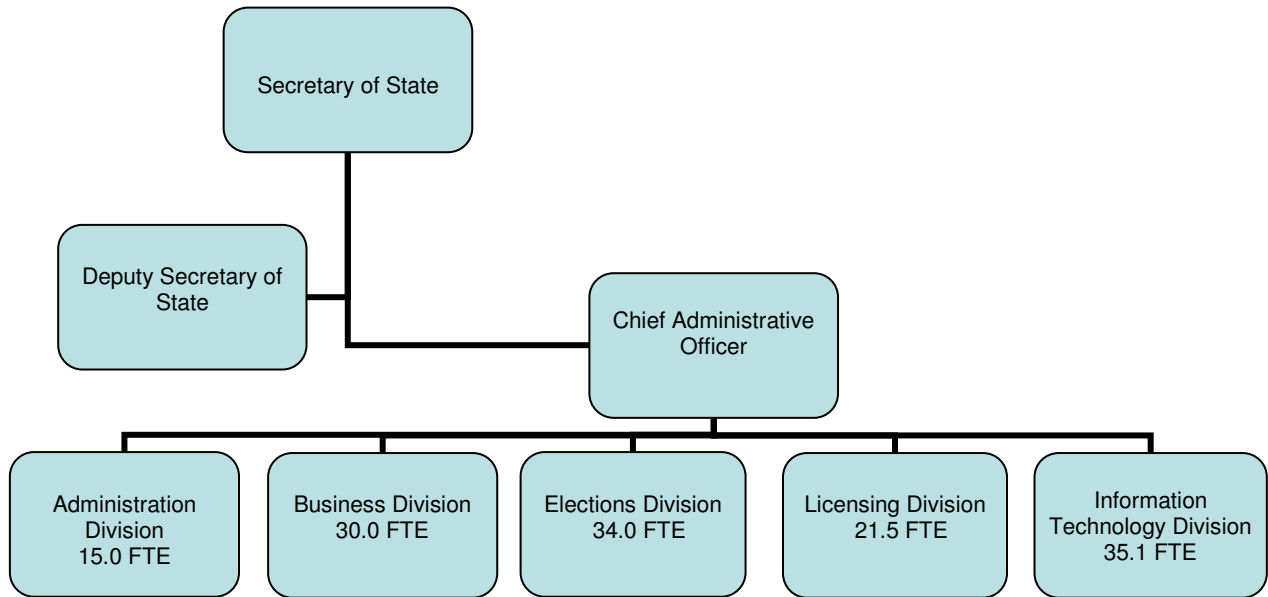 Secretary of State
Deputy Secretary of
State
Chief Administrative
Officer
Administration
Division
15.0 FTE
Business Division
30.0 FTE
Elections Division
34.0 FTE
Licensing Division
21.5 FTE
Information
Technology Division
35.1 FTE